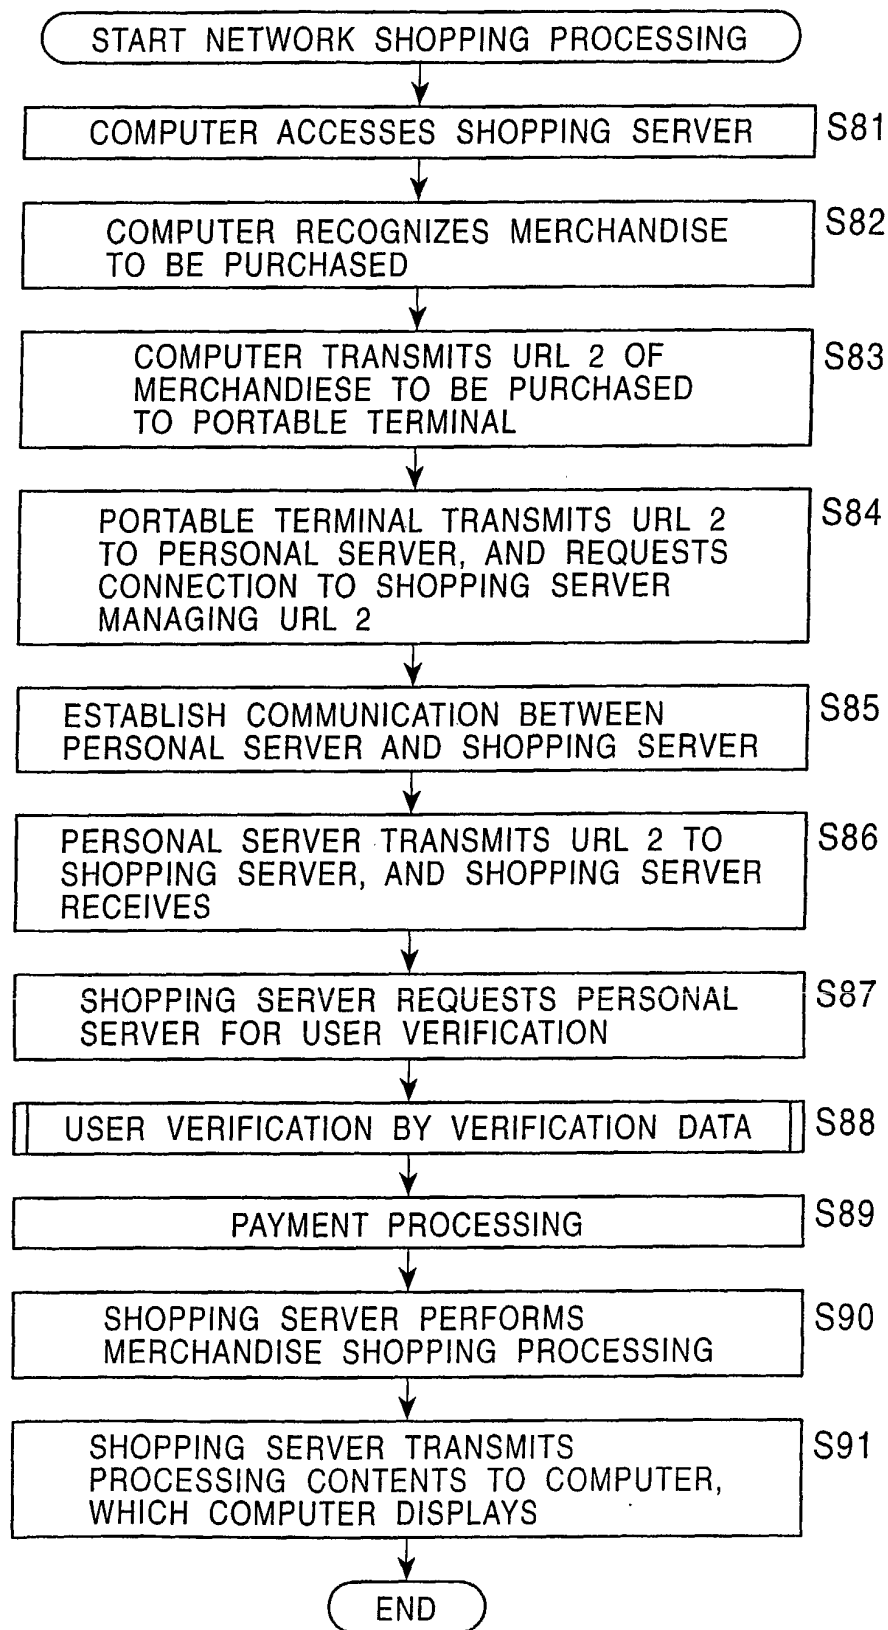 START NETWORK SHOPPING PROCESSING
COMPUTER ACCESSES SHOPPING SERVER
S81
COMPUTER RECOGNIZES MERCHANDISE
TO BE PURCHASED
S82
COMPUTER TRANSMITS URL 2 OF
MERCHANDIESE TO BE PURCHASED
TO PORTABLE TERMINAL
S83
PORTABLE TERMINAL TRANSMITS URL 2
TO PERSONAL SERVER, AND REQUESTS
CONNECTION TO SHOPPING SERVER
MANAGING URL 2
S84
ESTABLISH COMMUNICATION BETWEEN
PERSONAL SERVER AND SHOPPING SERVER
S85
PERSONAL SERVER TRANSMITS URL 2 TO
SHOPPING SERVER, AND SHOPPING SERVER
RECEIVES
S86
SHOPPING SERVER REQUESTS PERSONAL
SERVER FOR USER VERIFICATION
S87
USER VERIFICATION BY VERIFICATION DATA
S88
PAYMENT PROCESSING
S89
SHOPPING SERVER PERFORMS
MERCHANDISE SHOPPING PROCESSING
S90
SHOPPING SERVER TRANSMITS
PROCESSING CONTENTS TO COMPUTER,
WHICH COMPUTER DISPLAYS
S91
END